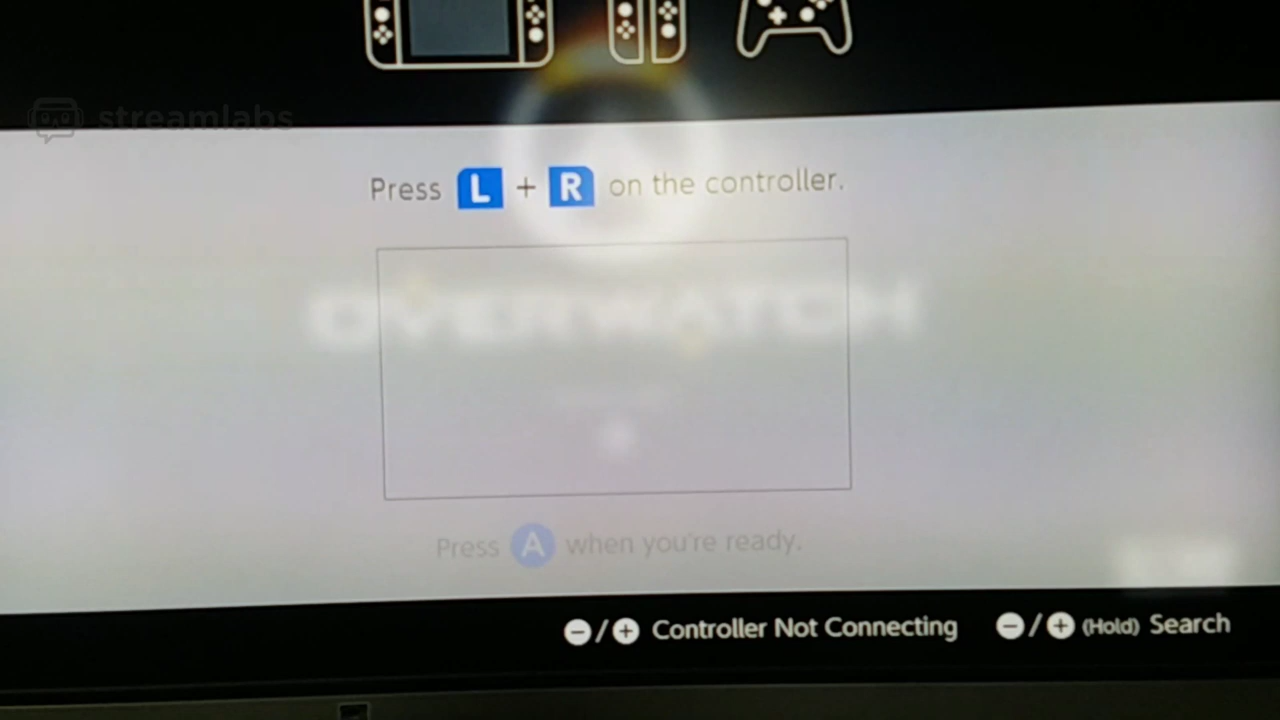 streamlabs
Press L + R on the controller.
OVERWATCH
Press A when you're ready.
-/+ Controller Not Connecting -/+ (Hold) Search